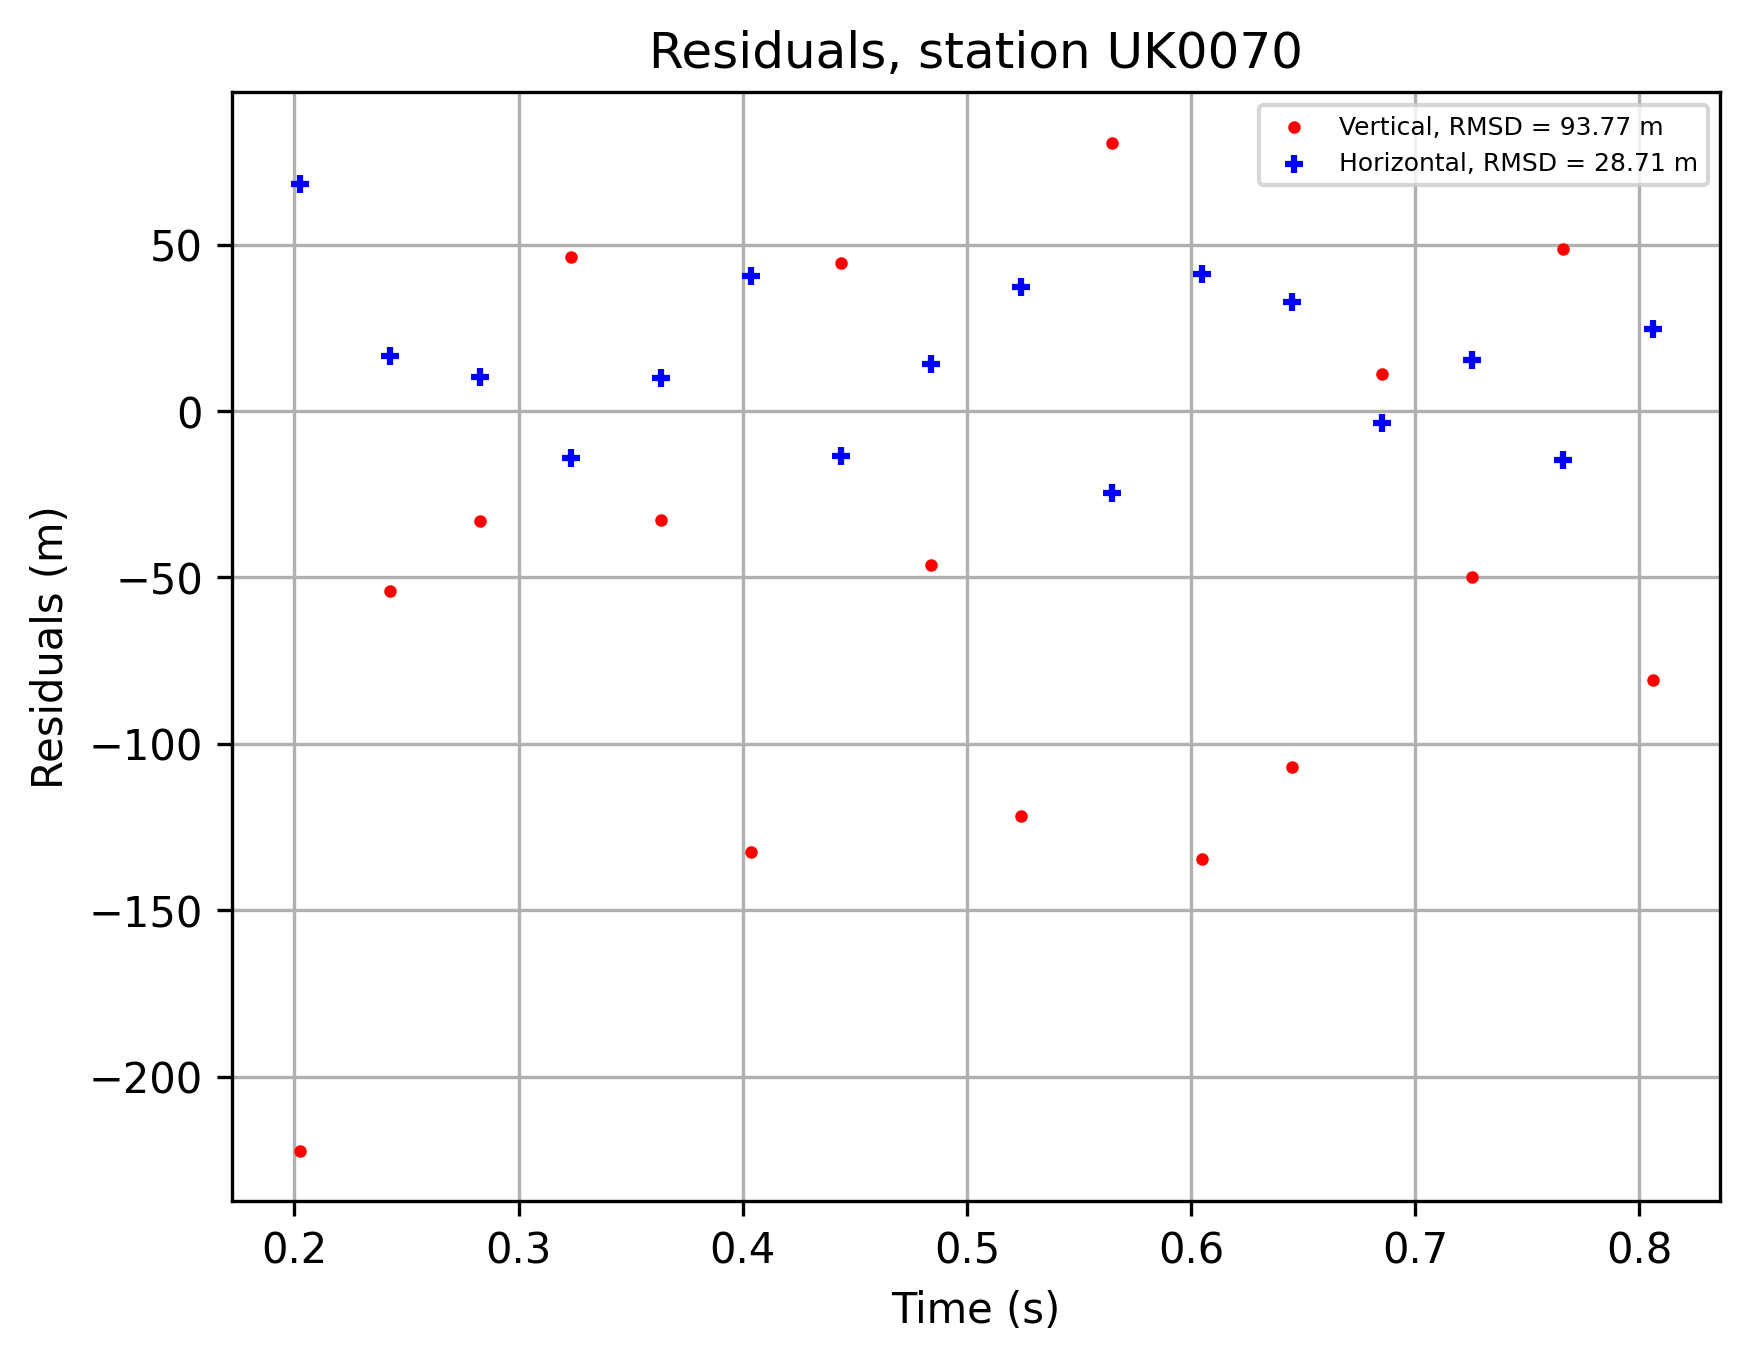 Residuals, station UK0070
Vertical, RMSD = 93.77 m
Horizontal, RMSD = 28.71 m
50
0
−50
−100
−150
−200
Residuals (m)
0.2 0.3 0.4 0.5 0.6 0.7 0.8
Time (s)